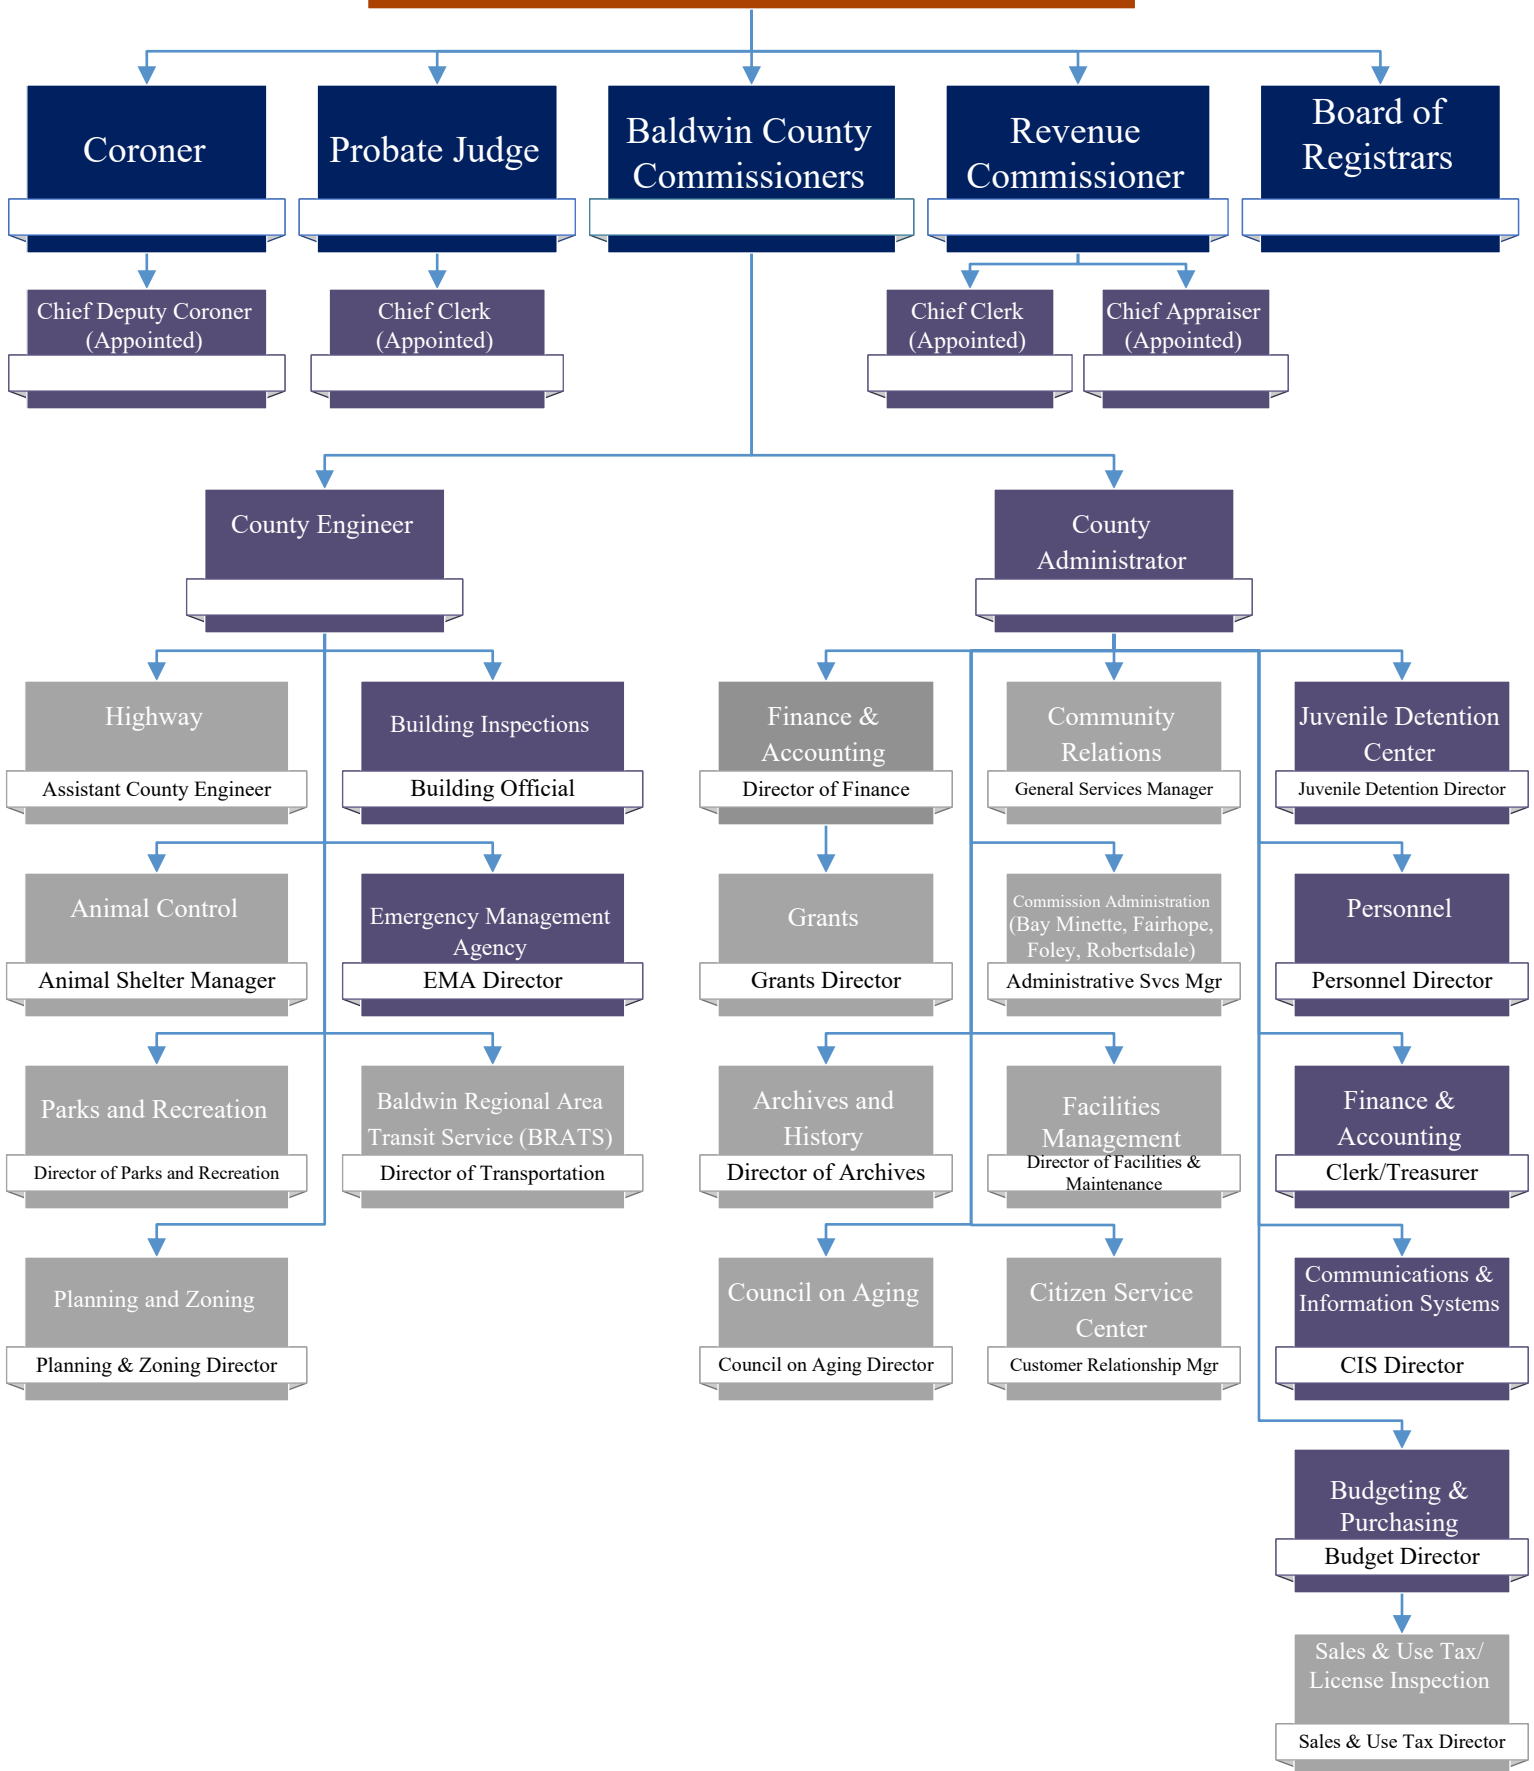 Coroner
Probate Judge
Baldwin County
Commissioners
Revenue
Commissioner
Board of
Registrars
Chief Deputy Coroner
(Appointed)
Chief Clerk
(Appointed)
Chief Clerk
(Appointed)
Chief Appraiser
(Appointed)
County Engineer
County
Administrator
Highway
Assistant County Engineer
Building Inspections
Building Official
Finance &
Accounting
Director of Finance
Community
Relations
General Services Manager
Juvenile Detention
Center
Juvenile Detention Director
Animal Control
Animal Shelter Manager
Emergency Management
Agency
EMA Director
Grants
Grants Director
Commission Administration
(Bay Minette, Fairhope,
Foley, Robertsdale)
Administrative Svcs Mgr
Personnel
Personnel Director
Parks and Recreation
Director of Parks and Recreation
Baldwin Regional Area
Transit Service (BRATS)
Director of Transportation
Archives and
History
Director of Archives
Facilities
Management
Director of Facilities &
Maintenance
Finance &
Accounting
Clerk/Treasurer
Planning and Zoning
Planning & Zoning Director
Council on Aging
Council on Aging Director
Citizen Service
Center
Customer Relationship Mgr
Communications &
Information Systems
CIS Director
Budgeting &
Purchasing
Budget Director
Sales & Use Tax/
License Inspection
Sales & Use Tax Director